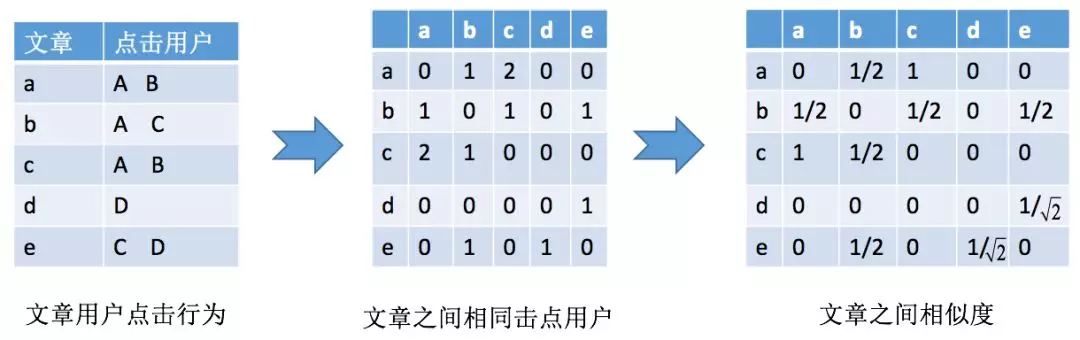 文章 点击用户
a A B
b A C
c A B
d D
e C D
文章用户点击行为
a b c d e
a 0 1 2 0 0
b 1 0 1 0 1
c 2 1 0 0 0
d 0 0 0 0 1
e 0 1 0 1 0
文章之间相同击点用户
a b c d e
a 0 1/2 1 0 0
b 1/2 0 1/2 0 1/2
c 1 1/2 0 0 0
d 0 0 0 0 1/√2
e 0 1/2 0 1/√2 0
文章之间相似度